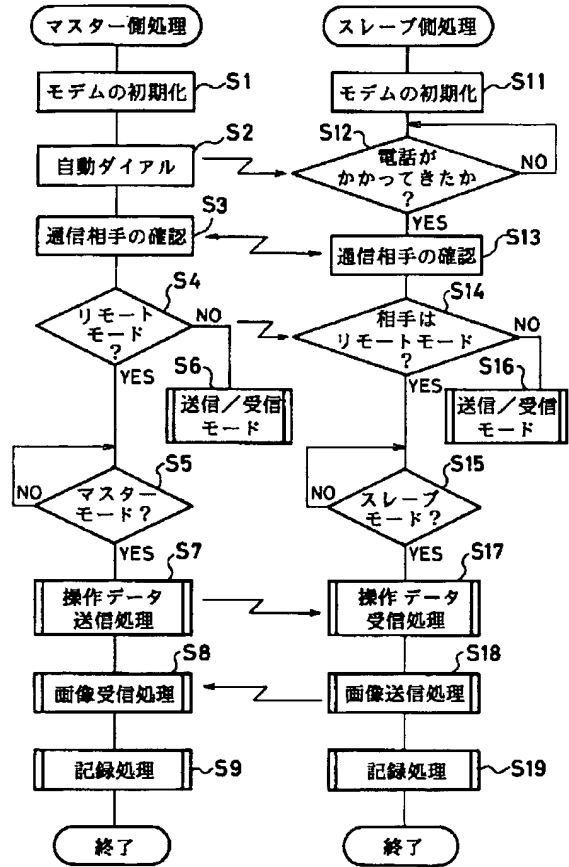 マスター側処理
モデムの初期化
S1
自動ダイアル
S2
通信相手の確認
S3
リモート
モード
?
S4
NO
YES
S6
送信/受信
モード
マスター
モード?
S5
NO
YES
操作データ
送信処理
S7
画像受信処理
S8
記録処理
S9
終了
スレーブ側処理
モデムの初期化
S11
S12
電話が
かかってきたか
?
NO
YES
通信相手の確認
S13
相手は
リモートモード
?
S14
NO
YES
S16
送信/受信
モード
スレーブ
モード?
S15
NO
YES
操作データ
受信処理
S17
画像送信処理
S18
記録処理
S19
終了